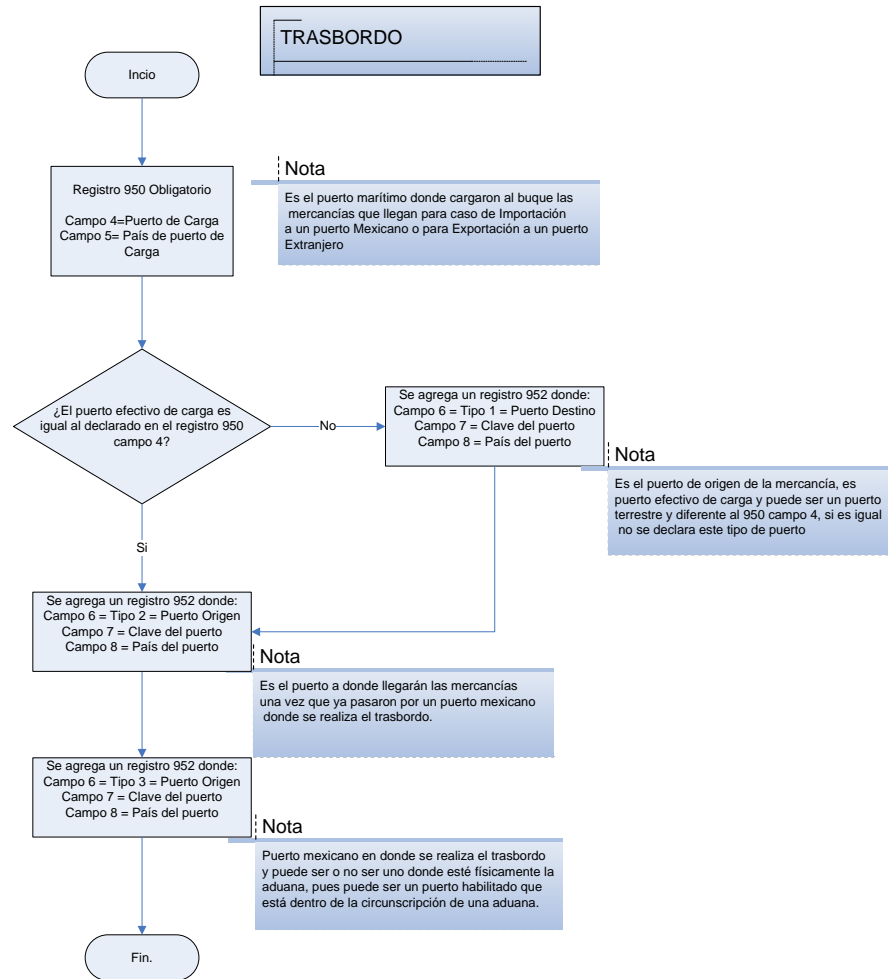 TRASBORDO
Incio
Registro 950 Obligatorio
Campo 4=Puerto de Carga
Campo 5= País de puerto de
Carga
Nota
Es el puerto marítimo donde cargaron al buque las
mercancías que llegan para caso de Importación
a un puerto Mexicano o para Exportación a un puerto
Extranjero
¿El puerto efectivo de carga es
igual al declarado en el registro 950
campo 4?
No
Se agrega un registro 952 donde:
Campo 6 = Tipo 1 = Puerto Destino
Campo 7 = Clave del puerto
Campo 8 = País del puerto
Nota
Es el puerto de origen de la mercancía, es
puerto efectivo de carga y puede ser un puerto
terrestre y diferente al 950 campo 4, si es igual
no se declara este tipo de puerto
Si
Se agrega un registro 952 donde:
Campo 6 = Tipo 2 = Puerto Origen
Campo 7 = Clave del puerto
Campo 8 = País del puerto
Nota
Es el puerto a donde llegarán las mercancías
una vez que ya pasaron por un puerto mexicano
donde se realiza el trasbordo.
Se agrega un registro 952 donde:
Campo 6 = Tipo 3 = Puerto Origen
Campo 7 = Clave del puerto
Campo 8 = País del puerto
Nota
Puerto mexicano en donde se realiza el trasbordo
y puede ser o no ser uno donde esté físicamente la
aduana, pues puede ser un puerto habilitado que
está dentro de la circunscripción de una aduana.
Fin.